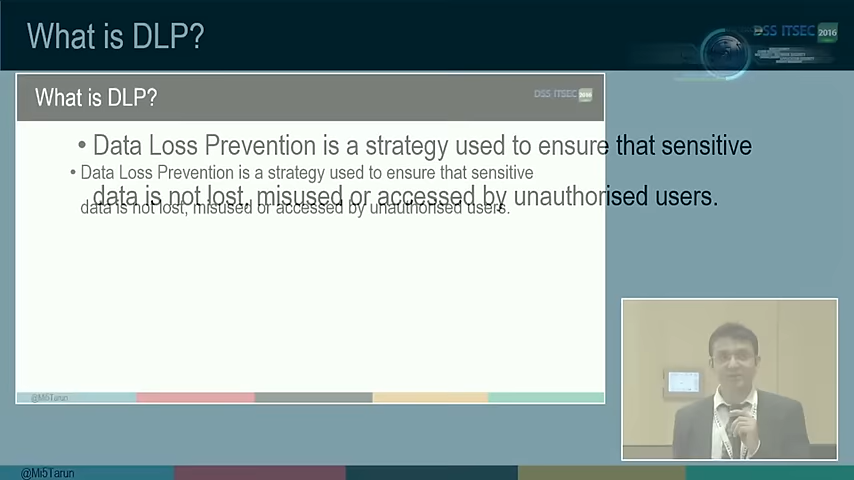 What is DLP?
DSS ITSEC 2016
What is DLP?
DSS ITSEC
• Data Loss Prevention is a strategy used to ensure that sensitive
data is not lost, misused or accessed by unauthorised users.
• Data Loss Prevention is a strategy used to ensure that sensitive
data is not lost, misused or accessed by unauthorised users.
@Mi5Tarun
@Mi5Tarun